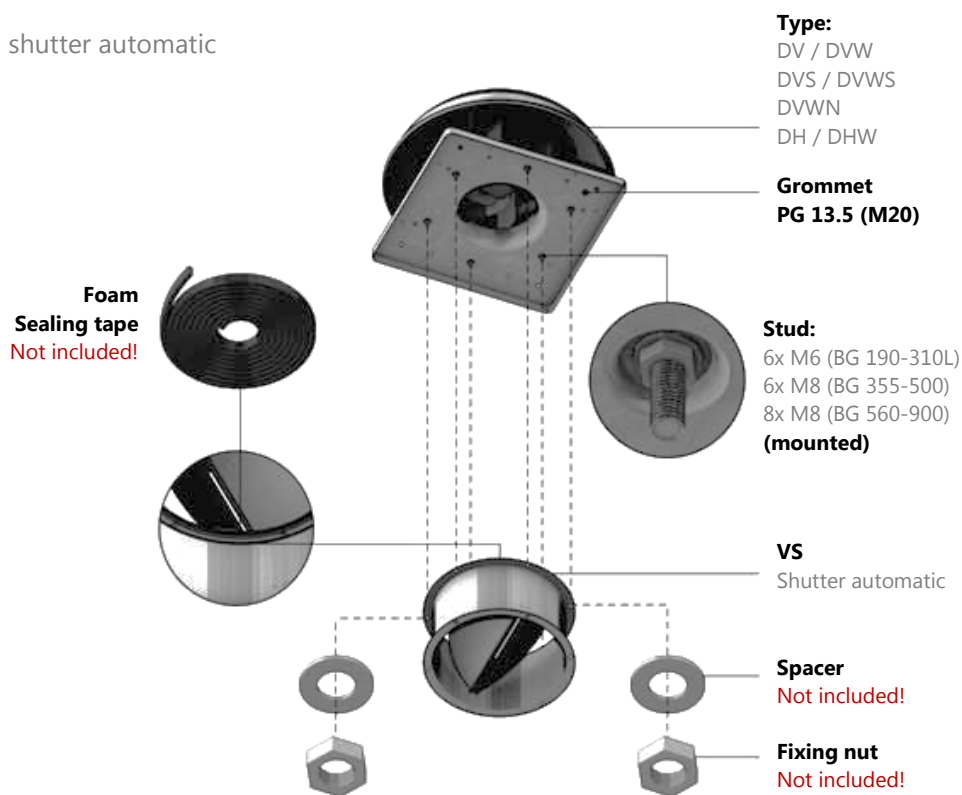 shutter automatic
Type:
DV / DVW
DVS / DVWS
DVWN
DH / DHW
Grommet
PG 13.5 (M20)
Foam
Sealing tape
Not included!
Stud:
6x M6 (BG 190-310L)
6x M8 (BG 355-500)
8x M8 (BG 560-900)
(mounted)
VS
Shutter automatic
Spacer
Not included!
Fixing nut
Not included!